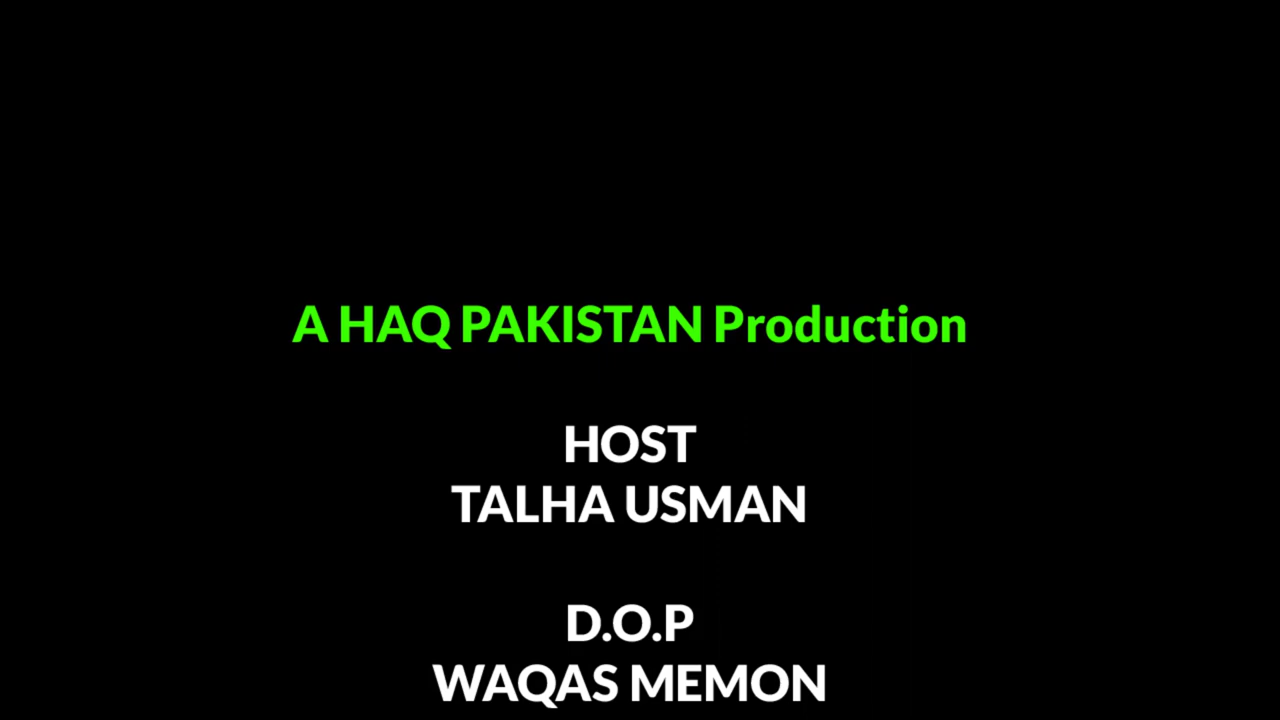 A HAQ PAKISTAN Production
HOST
TALHA USMAN
D.O.P
WAQAS MEMON